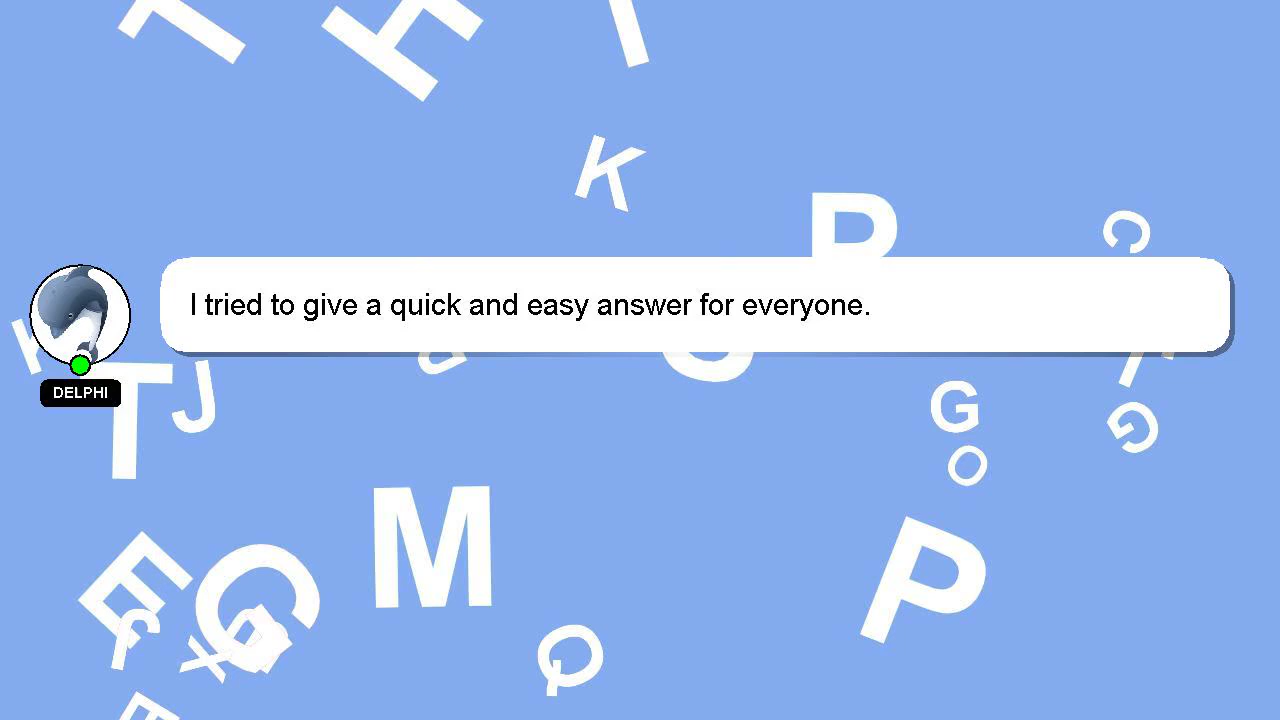 I tried to give a quick and easy answer for everyone.
DELPHI
T
H
K
P
C
J
T
G
G
O
M
E
G
P
J
X
Q
E